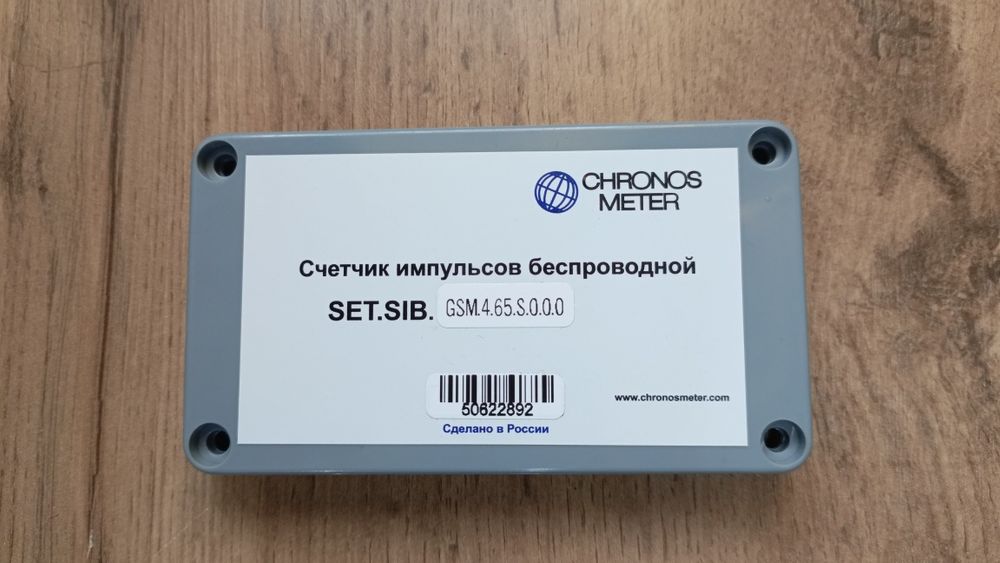 CHRONOS
METER
Счетчик импульсов беспроводной
SET.SIB. GSM.4.65.S.0.0.0
50622892
Сделано в России
www.chronosmeter.com